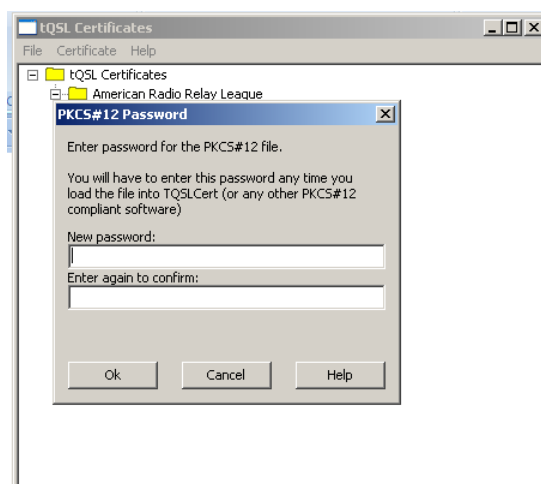 tQSL Certificates
File Certificate Help
tQSL Certificates
American Radio Relay League
PKCS#12 Password
Enter password for the PKCS#12 file.
You will have to enter this password any time you
load the file into TQSLCert (or any other PKCS#12
compliant software)
New password:
Enter again to confirm:
Ok Cancel Help